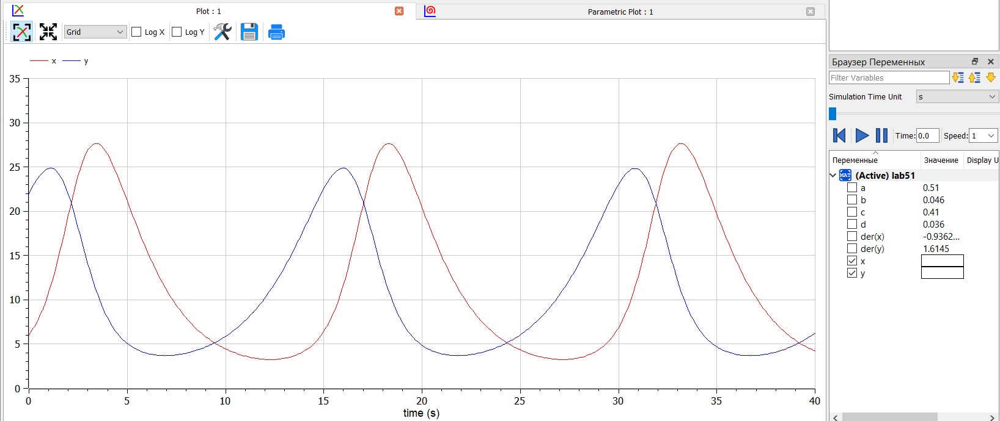 Plot : 1
Parametric Plot : 1
Grid
Log X
Log Y
x
y
35
30
25
20
15
10
5
0
0 5 10 15 20 25 30 35 40
time (s)
Браузер Переменных
Filter Variables
Simulation Time Unit
s
Time: 0.0
Speed: 1
Переменные Значение Display U
MAT (Active) lab51
a 0.51
b 0.046
c 0.41
d 0.036
der(x) -0.9362...
der(y) 1.6145
x
y